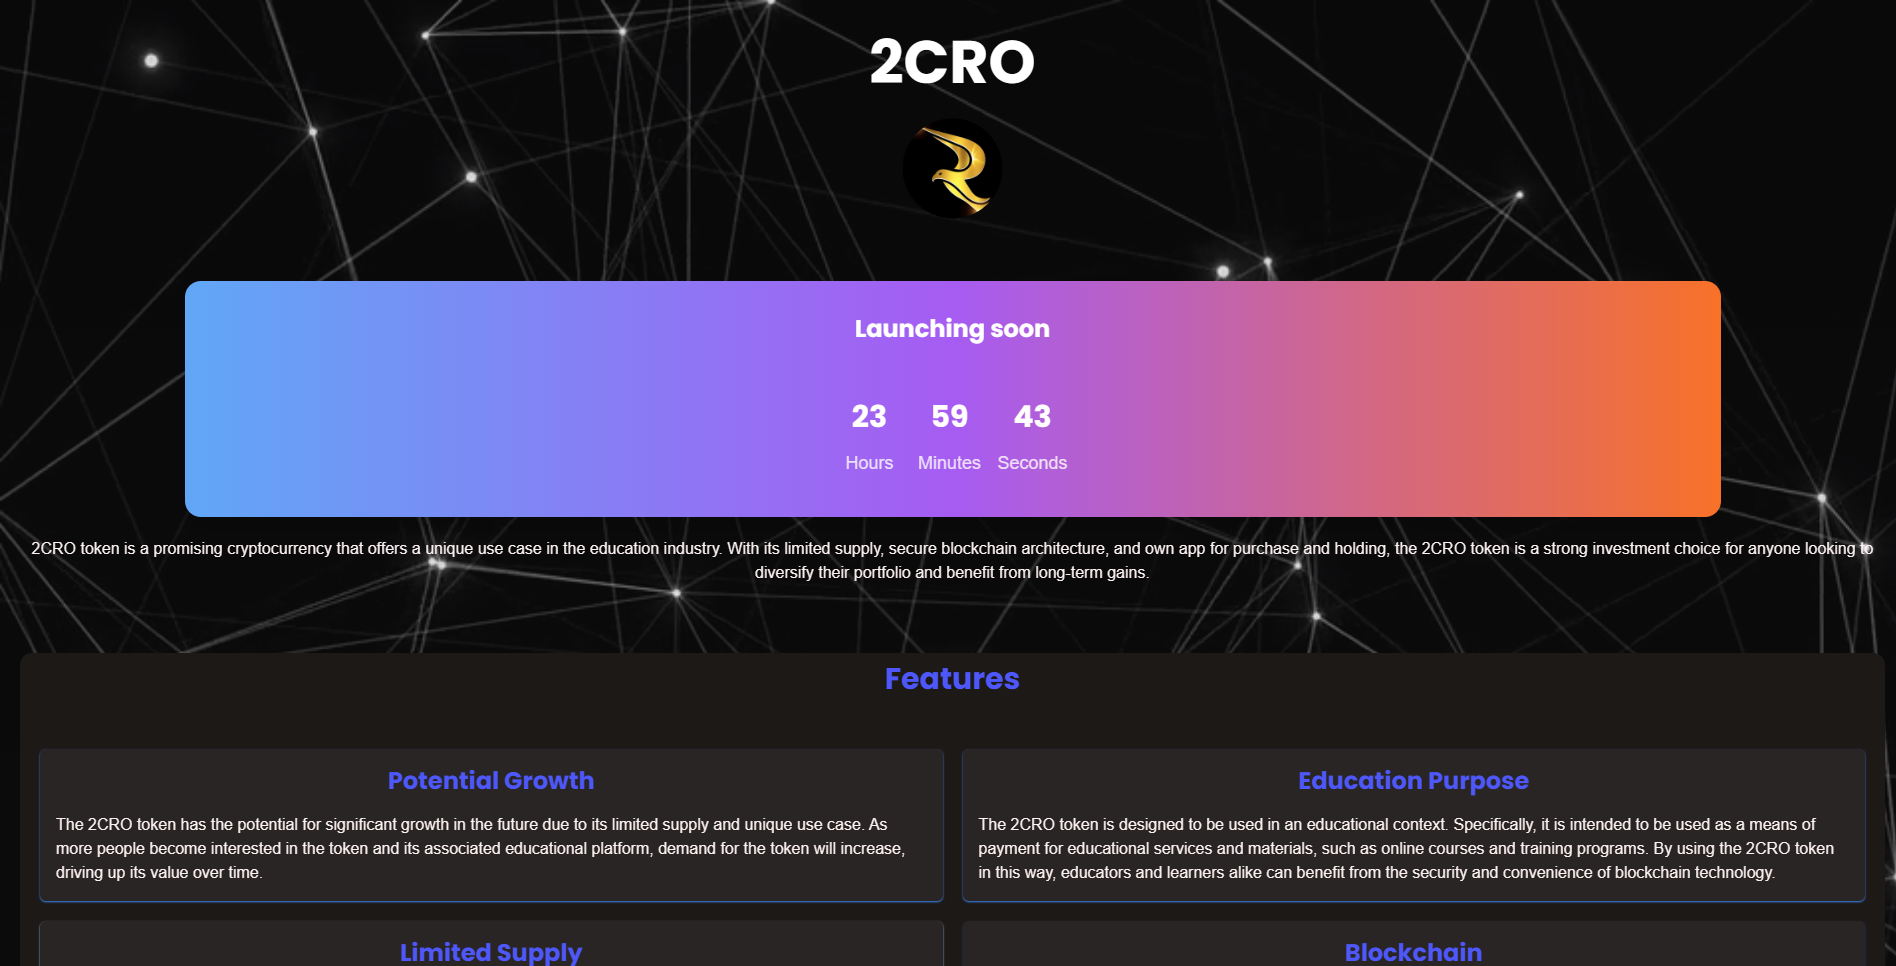 2CRO
Launching soon
23 59 43
Hours Minutes Seconds
2CRO token is a promising cryptocurrency that offers a unique use case in the education industry. With its limited supply, secure blockchain architecture, and own app for purchase and holding, the 2CRO token is a strong investment choice for anyone looking to
diversify their portfolio and benefit from long-term gains.
Features
Potential Growth
The 2CRO token has the potential for significant growth in the future due to its limited supply and unique use case. As
more people become interested in the token and its associated educational platform, demand for the token will increase,
driving up its value over time.
Education Purpose
The 2CRO token is designed to be used in an educational context. Specifically, it is intended to be used as a means of
payment for educational services and materials, such as online courses and training programs. By using the 2CRO token
in this way, educators and learners alike can benefit from the security and convenience of blockchain technology.
Limited Supply
Blockchain